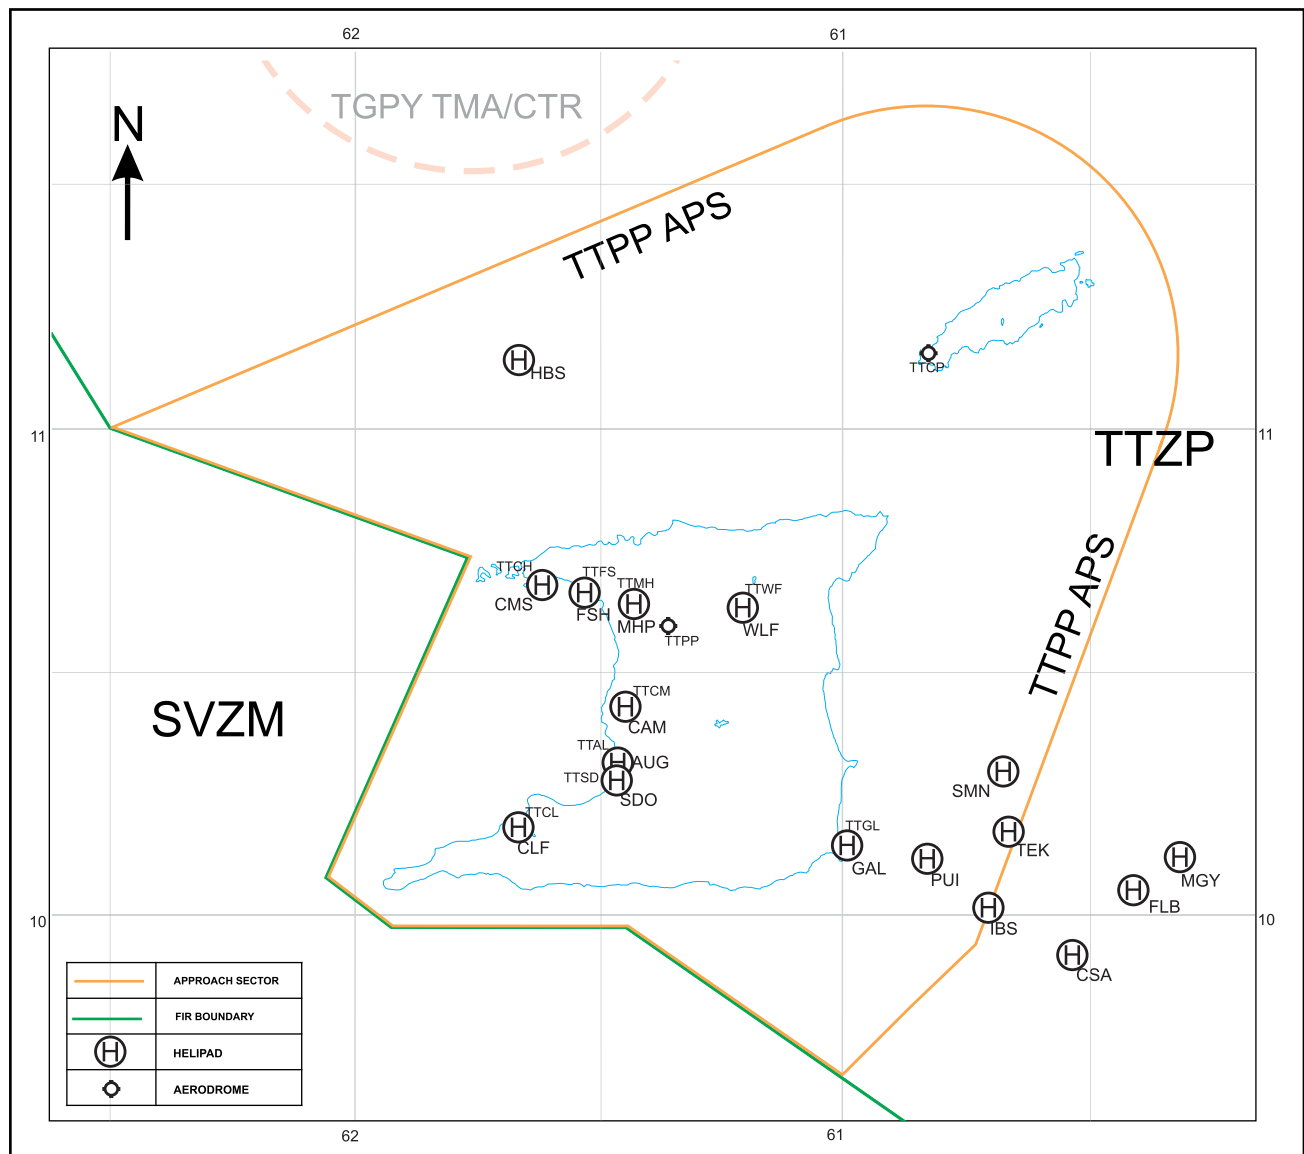 62
61
TGPY TMA/CTR
N
TTPP APS
HBS
TTCP
11
11
TTZP
TTCH
TTFS
TTMH
TTWF
CMS
FSH
MHP
TTPP
WLF
TTPP APS
SVZM
TTCM
CAM
TTAL
AUG
TTSD
SDO
SMN
TTCL
CLF
TTGL
GAL
PUI
TEK
MGY
FLB
10
10
IBS
CSA
APPROACH SECTOR
FIR BOUNDARY
H HELIPAD
AERODROME
62
61